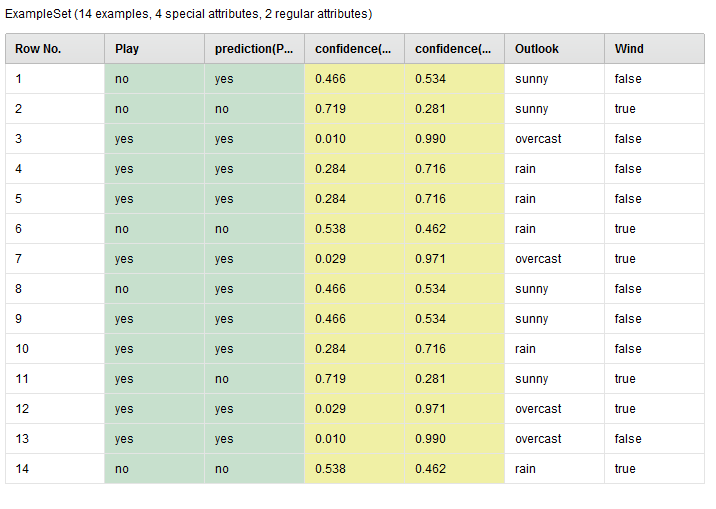 ExampleSet (14 examples, 4 special attributes, 2 regular attributes)
Row No. Play prediction(P... confidence(... confidence(... Outlook Wind
1 no yes 0.466 0.534 sunny false
2 no no 0.719 0.281 sunny true
3 yes yes 0.010 0.990 overcast false
4 yes yes 0.284 0.716 rain false
5 yes yes 0.284 0.716 rain false
6 no no 0.538 0.462 rain true
7 yes yes 0.029 0.971 overcast true
8 no yes 0.466 0.534 sunny false
9 yes yes 0.466 0.534 sunny false
10 yes yes 0.284 0.716 rain false
11 yes no 0.719 0.281 sunny true
12 yes yes 0.029 0.971 overcast true
13 yes yes 0.010 0.990 overcast false
14 no no 0.538 0.462 rain true